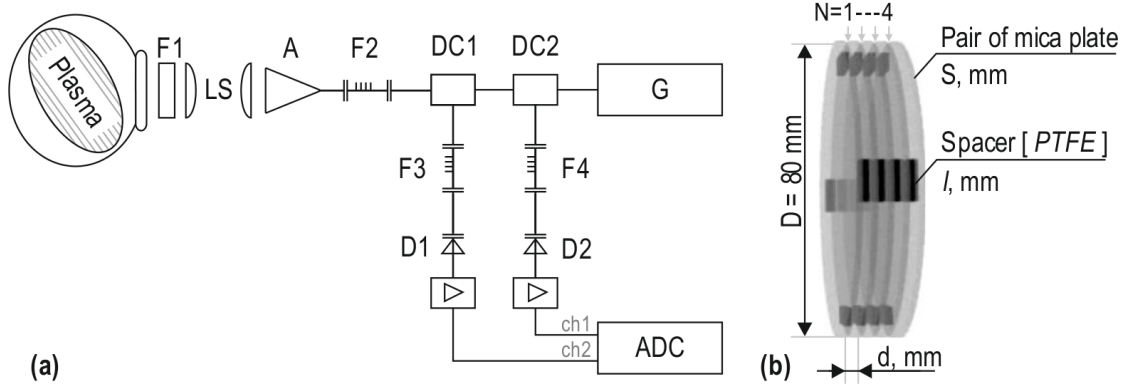 Plasma
F1
LS
A
F2
DC1
DC2
G
F3
F4
D1
D2
ch1
ch2
ADC
(a)
N=1---4
Pair of mica plate
S, mm
Spacer [ PTFE ]
l, mm
D = 80 mm
d, mm
(b)